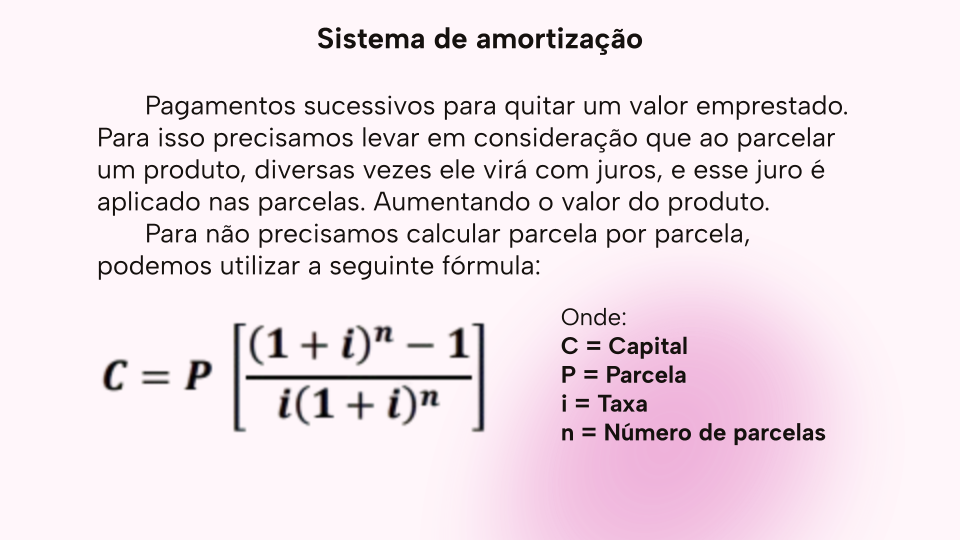 Sistema de amortização
Pagamentos sucessivos para quitar um valor emprestado.
Para isso precisamos levar em consideração que ao parcelar
um produto, diversas vezes ele virá com juros, e esse juro é
aplicado nas parcelas. Aumentando o valor do produto.
Para não precisamos calcular parcela por parcela,
podemos utilizar a seguinte fórmula:
C = P [((1 + i)^n − 1) / (i(1 + i)^n)]
Onde:
C = Capital
P = Parcela
i = Taxa
n = Número de parcelas